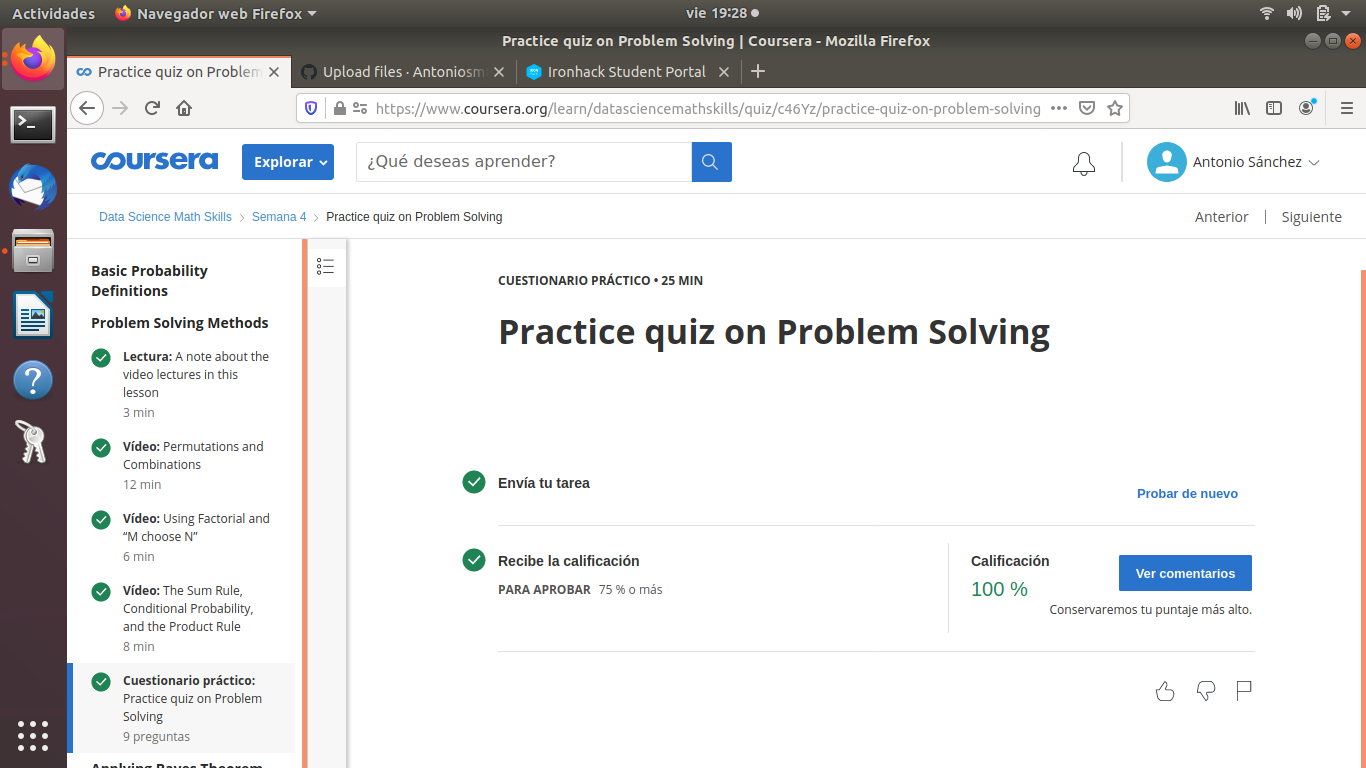 Actividades
Navegador web Firefox
vie 19:28
Practice quiz on Problem Solving | Coursera - Mozilla Firefox
Practice quiz on Problem
Upload files · Antoniosm
Ironhack Student Portal
https://www.coursera.org/learn/datasciencemathskills/quiz/c46Yz/practice-quiz-on-problem-solving
coursera
Explorar
¿Qué deseas aprender?
Antonio Sánchez
Data Science Math Skills
Semana 4
Practice quiz on Problem Solving
Anterior
Siguiente
Basic Probability
Definitions
Problem Solving Methods
Lectura: A note about the
video lectures in this
lesson
3 min
Vídeo: Permutations and
Combinations
12 min
Vídeo: Using Factorial and
“M choose N”
6 min
Vídeo: The Sum Rule,
Conditional Probability,
and the Product Rule
8 min
Cuestionario práctico:
Practice quiz on Problem
Solving
9 preguntas
Applying Bayes Theorem
CUESTIONARIO PRÁCTICO • 25 MIN
Practice quiz on Problem Solving
Envía tu tarea
Probar de nuevo
Recibe la calificación
PARA APROBAR 75 % o más
Calificación
100 %
Ver comentarios
Conservaremos tu puntaje más alto.